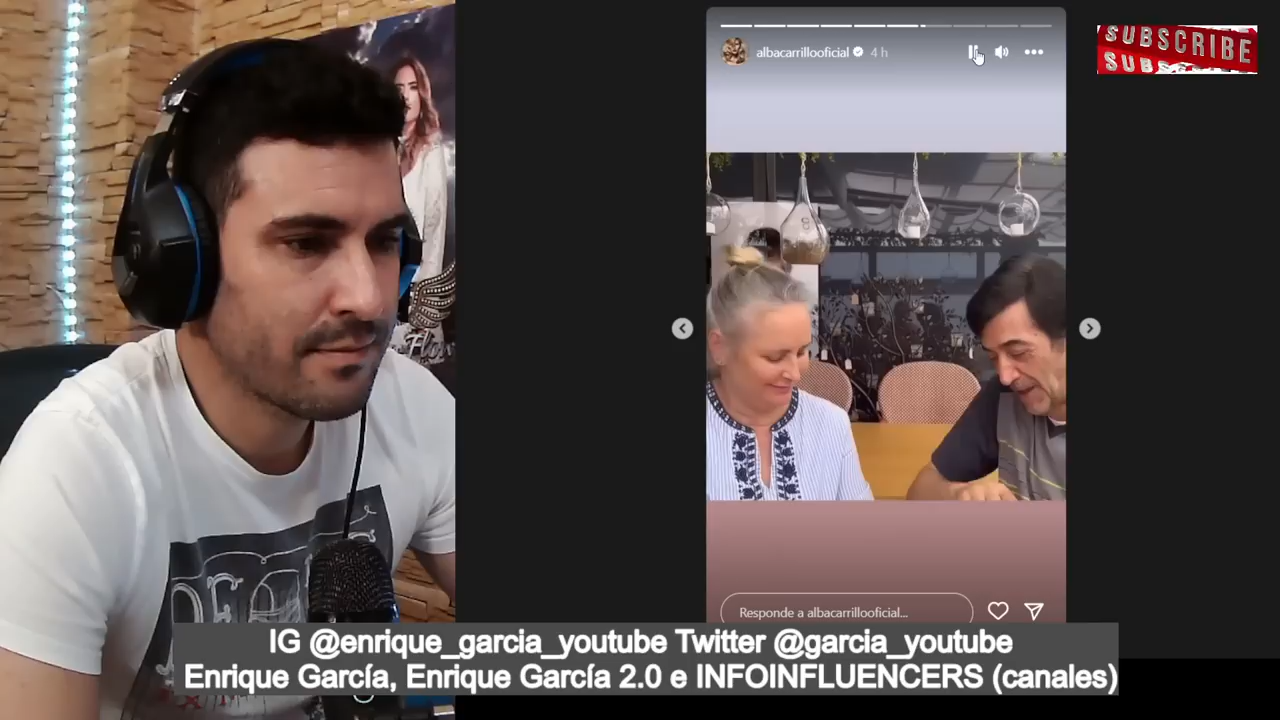 albacarrillooficial 4 h
SUBSCRIBE
Responde a albacarrillooficial...
IG @enrique_garcia_youtube Twitter @garcia_youtube
Enrique García, Enrique García 2.0 e INFOINFLUENCERS (canales)